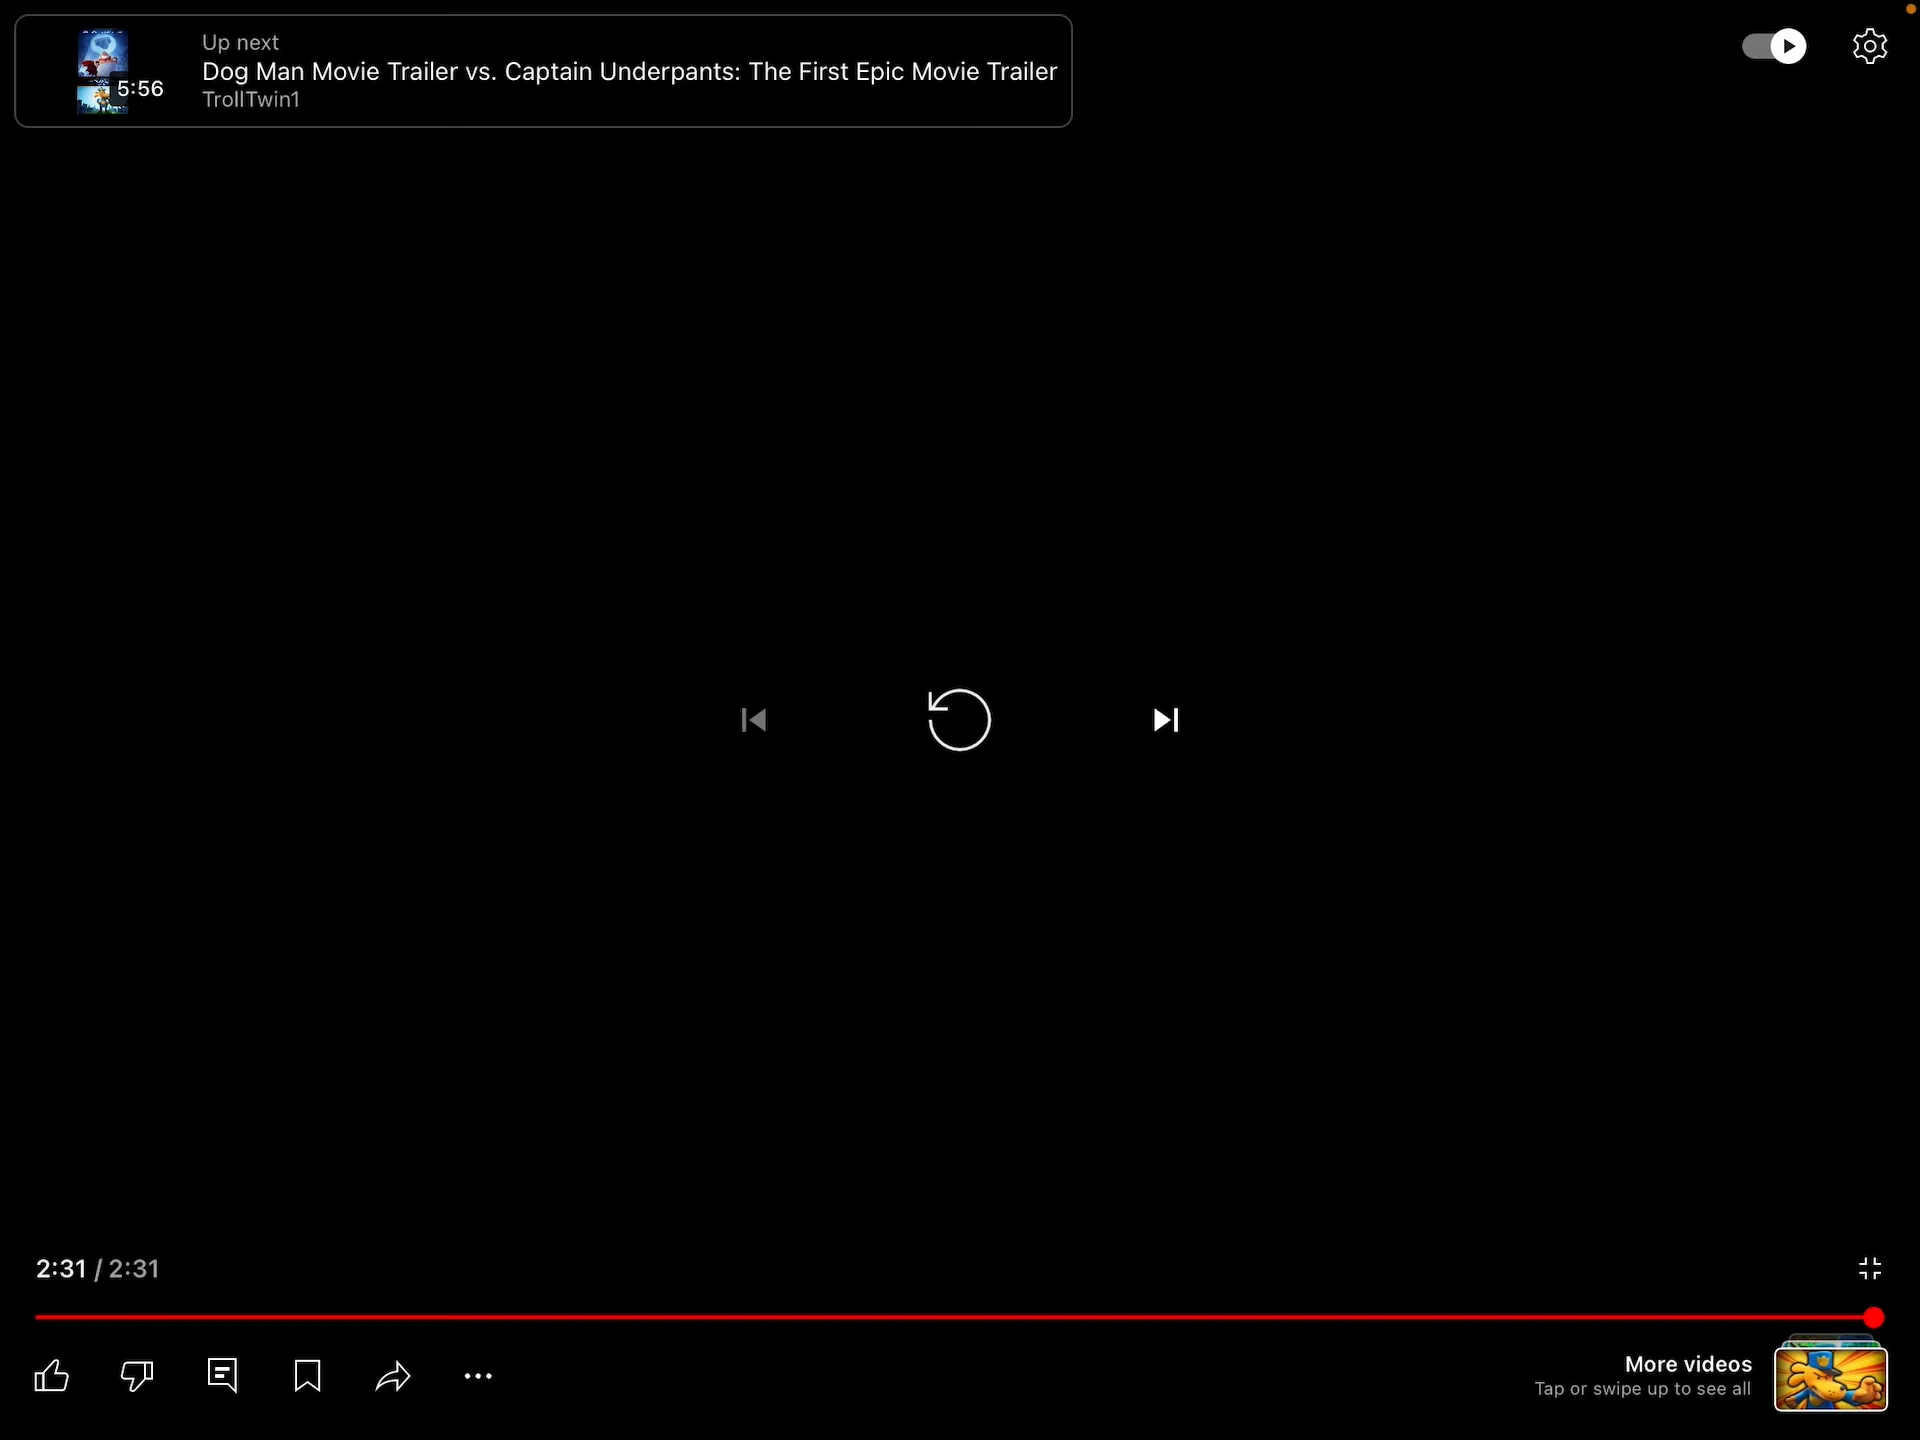 Up next
Dog Man Movie Trailer vs. Captain Underpants: The First Epic Movie Trailer
5:56
TrollTwin1
2:31 / 2:31
More videos
Tap or swipe up to see all